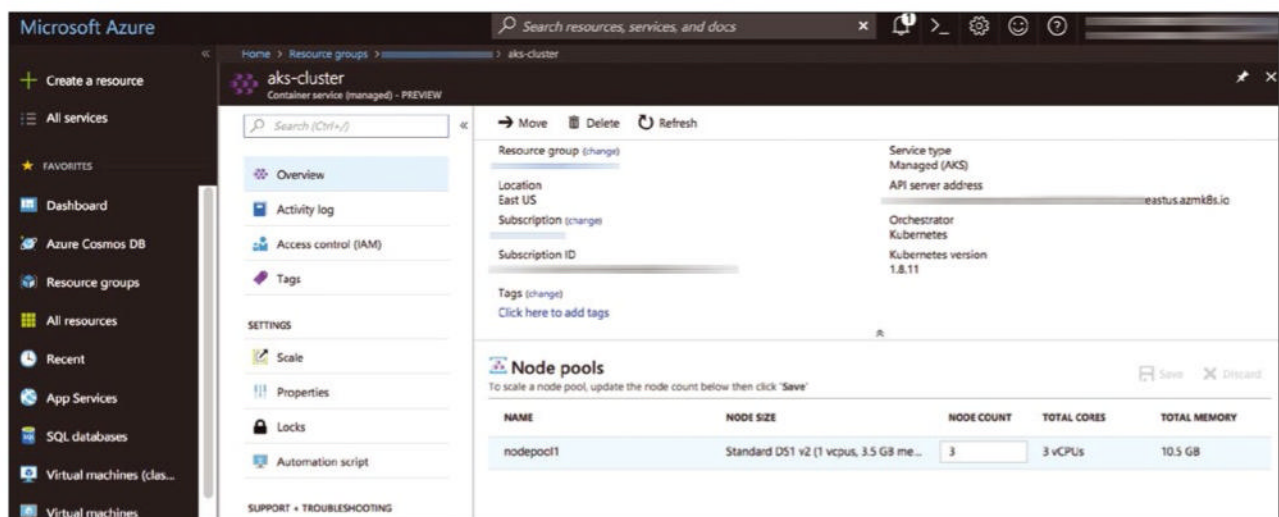 Microsoft Azure
Search resources, services, and docs
1
Home > Resource groups > > aks-cluster
Create a resource
All services
FAVORITES
Dashboard
Azure Cosmos DB
Resource groups
All resources
Recent
App Services
SQL databases
Virtual machines (clas...
Virtual machines
aks-cluster
Container service (managed) - PREVIEW
Search (Ctrl+/)
Overview
Activity log
Access control (IAM)
Tags
SETTINGS
Scale
Properties
Locks
Automation script
SUPPORT + TROUBLESHOOTING
Move Delete Refresh
Resource group (change)
Location
East US
Subscription (change)
Subscription ID
Tags (change)
Click here to add tags
Service type
Managed (AKS)
API server address
eastus.azmk8s.io
Orchestrator
Kubernetes
Kubernetes version
1.8.11
Node pools
To scale a node pool, update the node count below then click 'Save'
Save Discard
NAME NODE SIZE NODE COUNT TOTAL CORES TOTAL MEMORY
nodepool1 Standard DS1 v2 (1 vcpus, 3.5 GB me... 3 3 vCPUs 10.5 GB